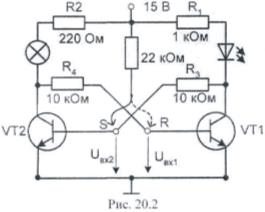 R2 15 В R₁
220 Ом 22 кОм 1 кОм
R₄ R₃
10 кОм 10 кОм
VT2 S R VT1
Uвх2 Uвх1
Рис. 20.2